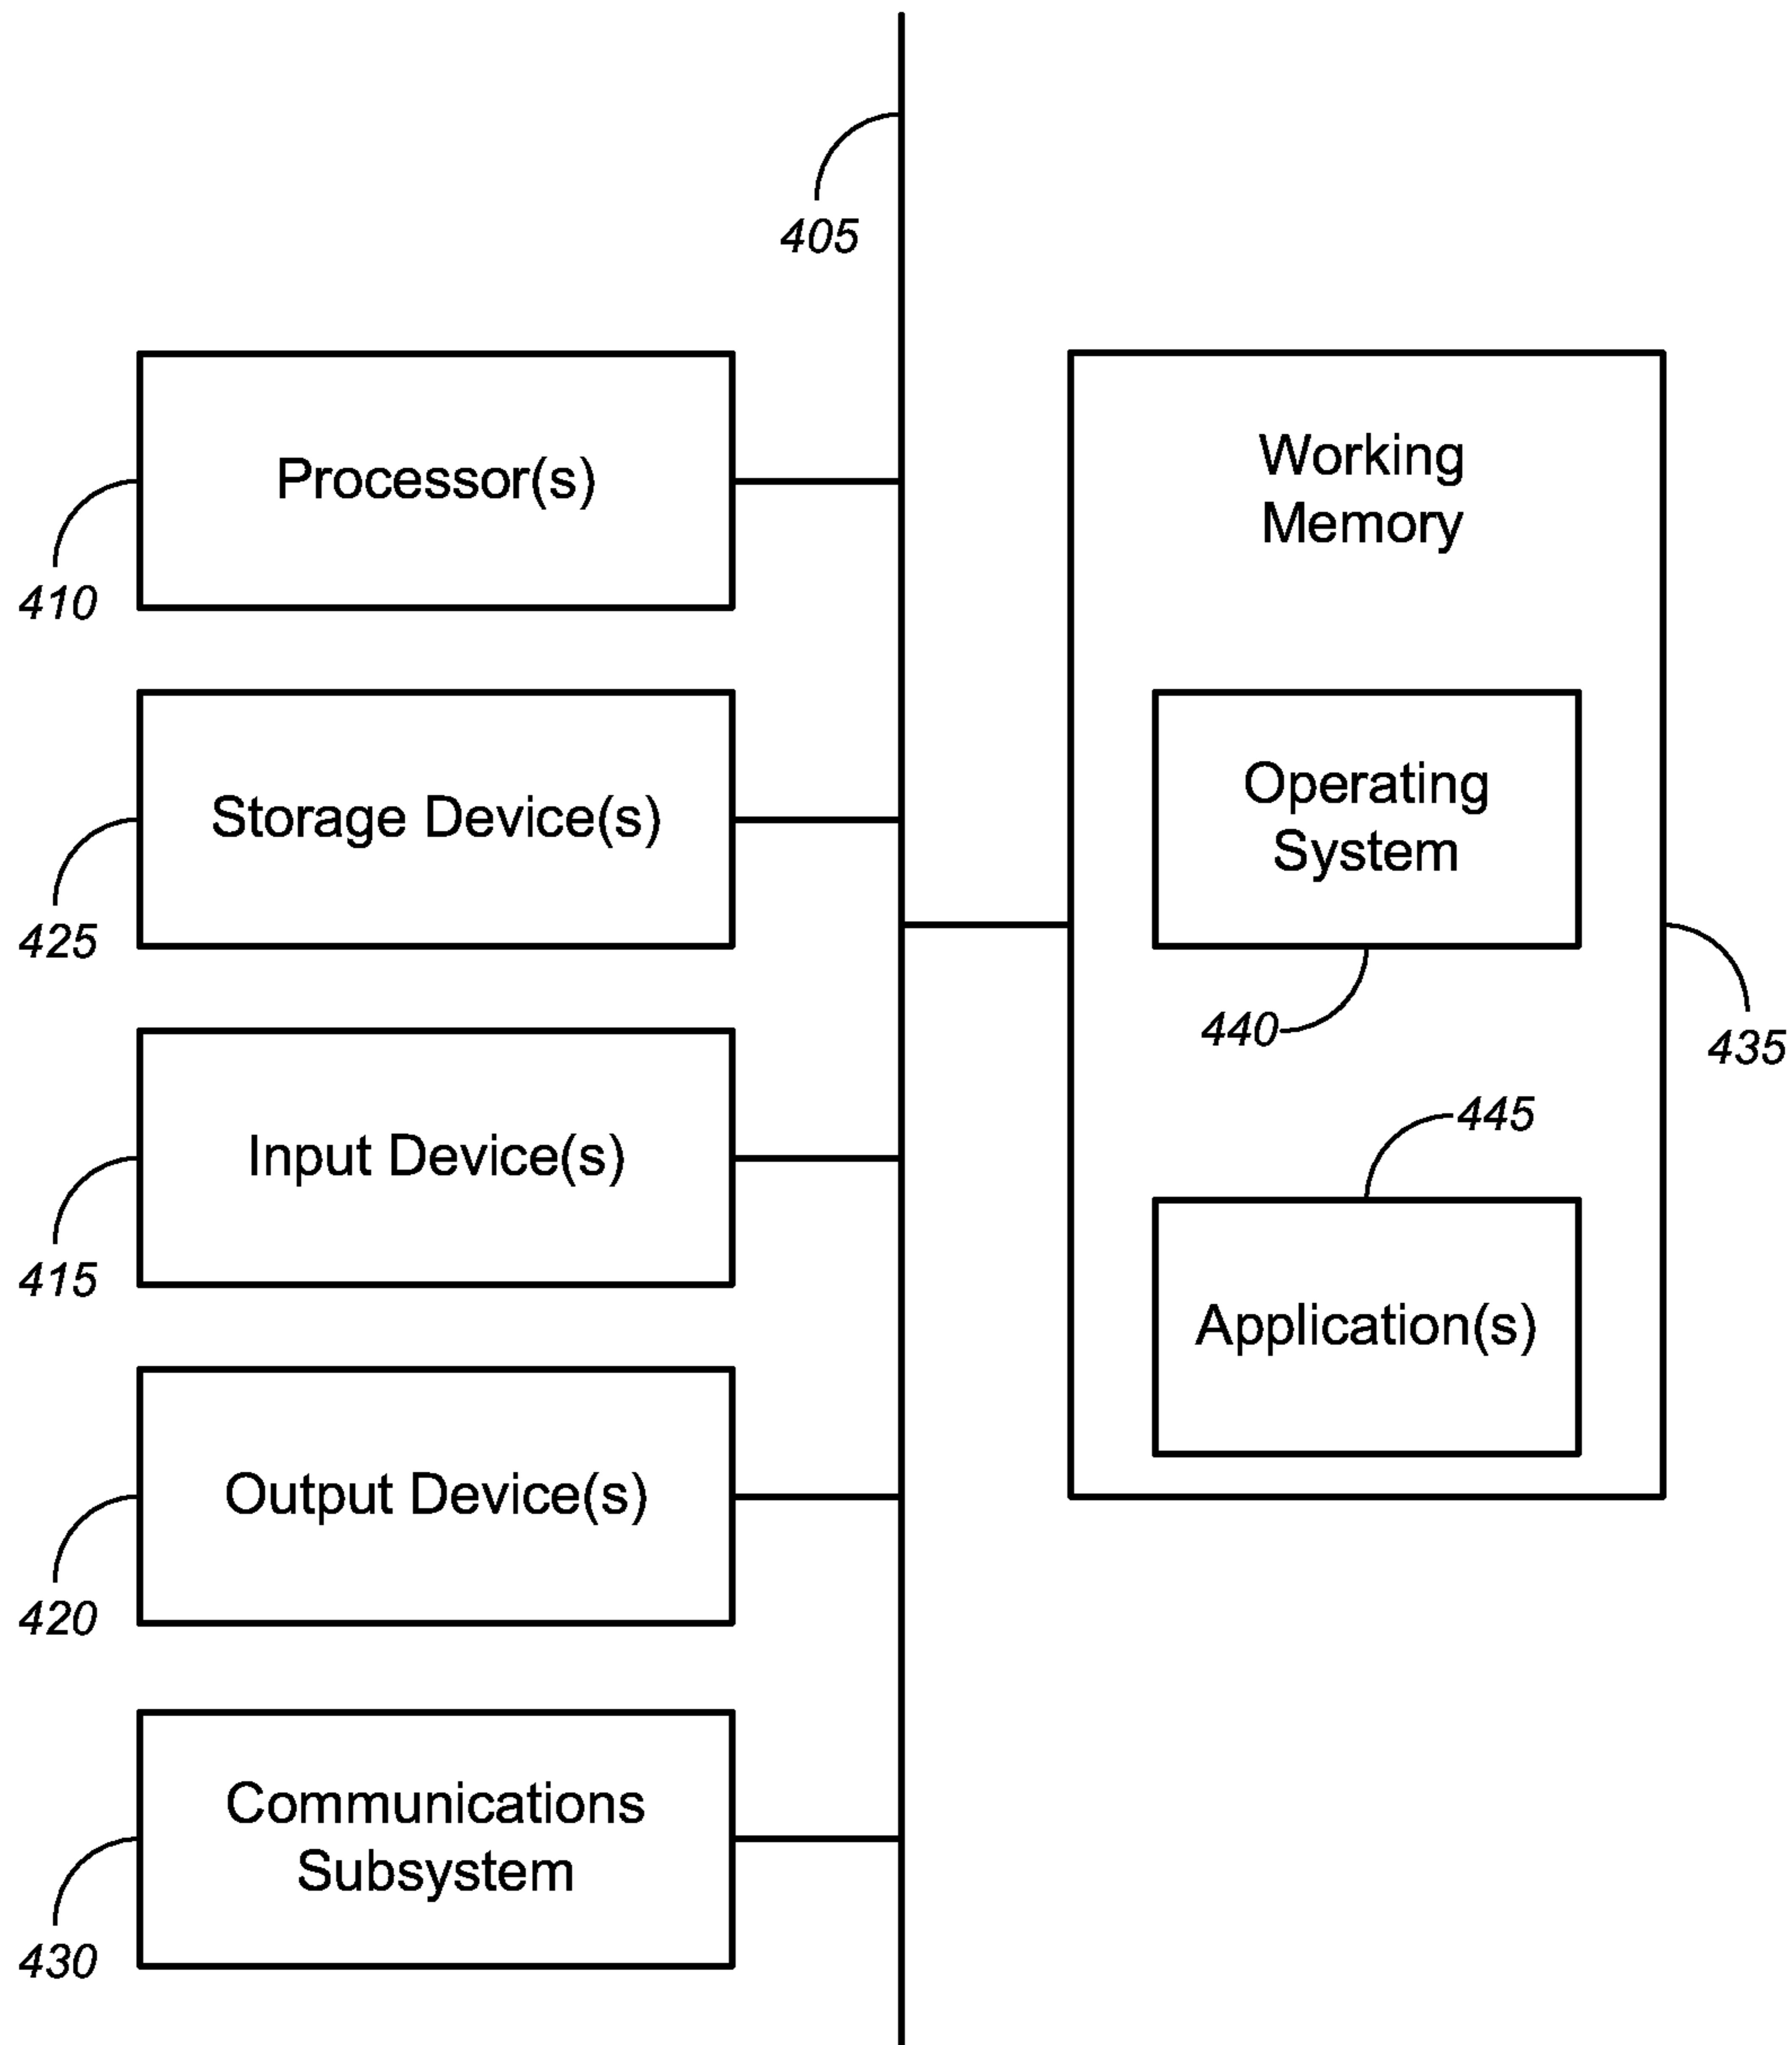 405
Processor(s)
410
Storage Device(s)
425
Input Device(s)
415
Output Device(s)
420
Communications
Subsystem
430
Working
Memory
Operating
System
440
435
445
Application(s)